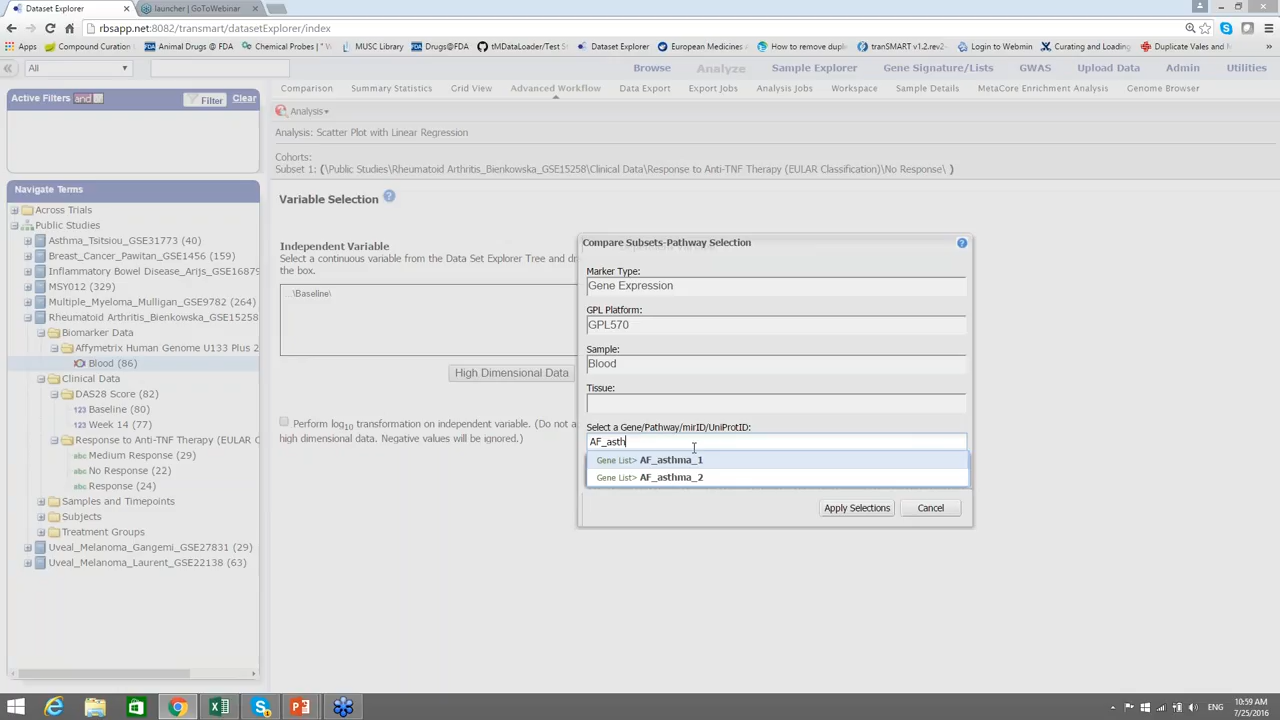 Dataset Explorer
launcher | GoToWebinar
rbsapp.net:8082/transmart/datasetExplorer/index
Apps
Compound Curation
Animal Drugs @ FDA
Chemical Probes |
MUSC Library
Drugs@FDA
tMDataLoader/Test S
Dataset Explorer
European Medicines
How to remove duple
tranSMART v1.2.rev2-
Login to Webmin
Curating and Loading
Duplicate Vales and M
All
Browse
Analyze
Sample Explorer
Gene Signature/Lists
GWAS
Upload Data
Admin
Utilities
Active Filters
and
Filter
Clear
Comparison
Summary Statistics
Grid View
Advanced Workflow
Data Export
Export Jobs
Analysis Jobs
Workspace
Sample Details
MetaCore Enrichment Analysis
Genome Browser
Analysis
Analysis: Scatter Plot with Linear Regression
Cohorts:
Subset 1: (\Public Studies\Rheumatoid Arthritis_Bienkowska_GSE15258\Clinical Data\Response to Anti-TNF Therapy (EULAR Classification)\No Response\ )
Navigate Terms
Across Trials
Public Studies
Asthma_Tsitsiou_GSE31773 (40)
Breast_Cancer_Pawitan_GSE1456 (159)
Inflammatory Bowel Disease_Arijs_GSE16879
MSY012 (329)
Multiple_Myeloma_Mulligan_GSE9782 (264)
Rheumatoid Arthritis_Bienkowska_GSE15258
Biomarker Data
Affymetrix Human Genome U133 Plus 2
Blood (86)
Clinical Data
DAS28 Score (82)
123 Baseline (80)
123 Week 14 (77)
Response to Anti-TNF Therapy (EULAR C
abc Medium Response (29)
abc No Response (22)
abc Response (24)
Samples and Timepoints
Subjects
Treatment Groups
Uveal_Melanoma_Gangemi_GSE27831 (29)
Uveal_Melanoma_Laurent_GSE22138 (63)
Variable Selection
Independent Variable
Select a continuous variable from the Data Set Explorer Tree and dr
the box.
...\Baseline\
High Dimensional Data
Perform log10 transformation on independent variable. (Do not a
high dimensional data. Negative values will be ignored.)
Compare Subsets-Pathway Selection
Marker Type:
Gene Expression
GPL Platform:
GPL570
Sample:
Blood
Tissue:
Select a Gene/Pathway/mirID/UniProtID:
AF_asth
Gene List> AF_asthma_1
Gene List> AF_asthma_2
Apply Selections
Cancel
ENG
10:59 AM
7/25/2016